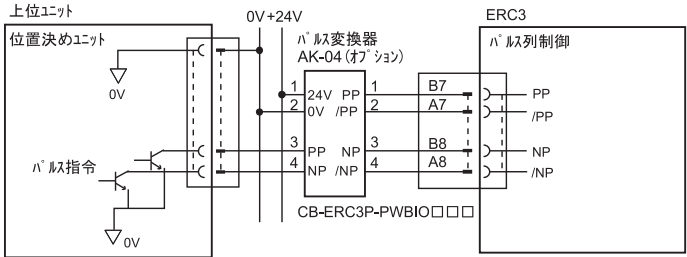 上位ユニット
位置決めユニット
0V
パルス指令
0V
0V+24V
パルス変換器
AK-04 (オプション)
1 24V PP 1
2 0V /PP 2
3 PP NP 3
4 NP /NP 4
CB-ERC3P-PWBIO□□□
B7
A7
B8
A8
ERC3
パルス列制御
PP
/PP
NP
/NP